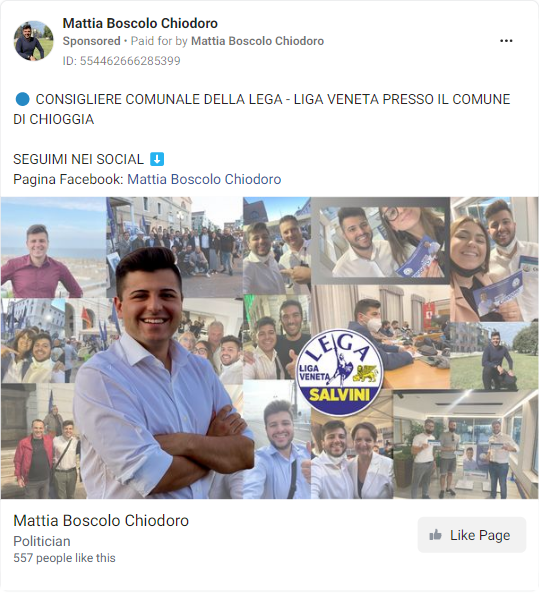 Mattia Boscolo Chiodoro
Sponsored • Paid for by Mattia Boscolo Chiodoro
ID: 554462666285399
CONSIGLIERE COMUNALE DELLA LEGA - LIGA VENETA PRESSO IL COMUNE
DI CHIOGGIA
SEGUIMI NEI SOCIAL
Pagina Facebook: Mattia Boscolo Chiodoro
LEGA
LIGA
VENETA
SALVINI
Mattia Boscolo Chiodoro
Politician
557 people like this
Like Page